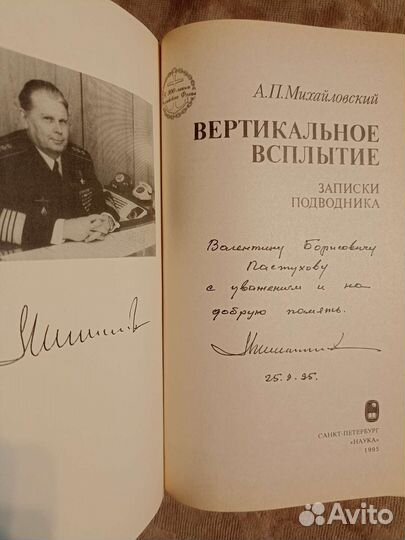 А.П.Михайловский
ВЕРТИКАЛЬНОЕ
ВСПЛЫТИЕ
ЗАПИСКИ
ПОДВОДНИКА
Валентину Борисовичу
Пастухову
с уважением и на
добрую память.
25.9.95.
САНКТ-ПЕТЕРБУРГ
«НАУКА»
1995
Avito